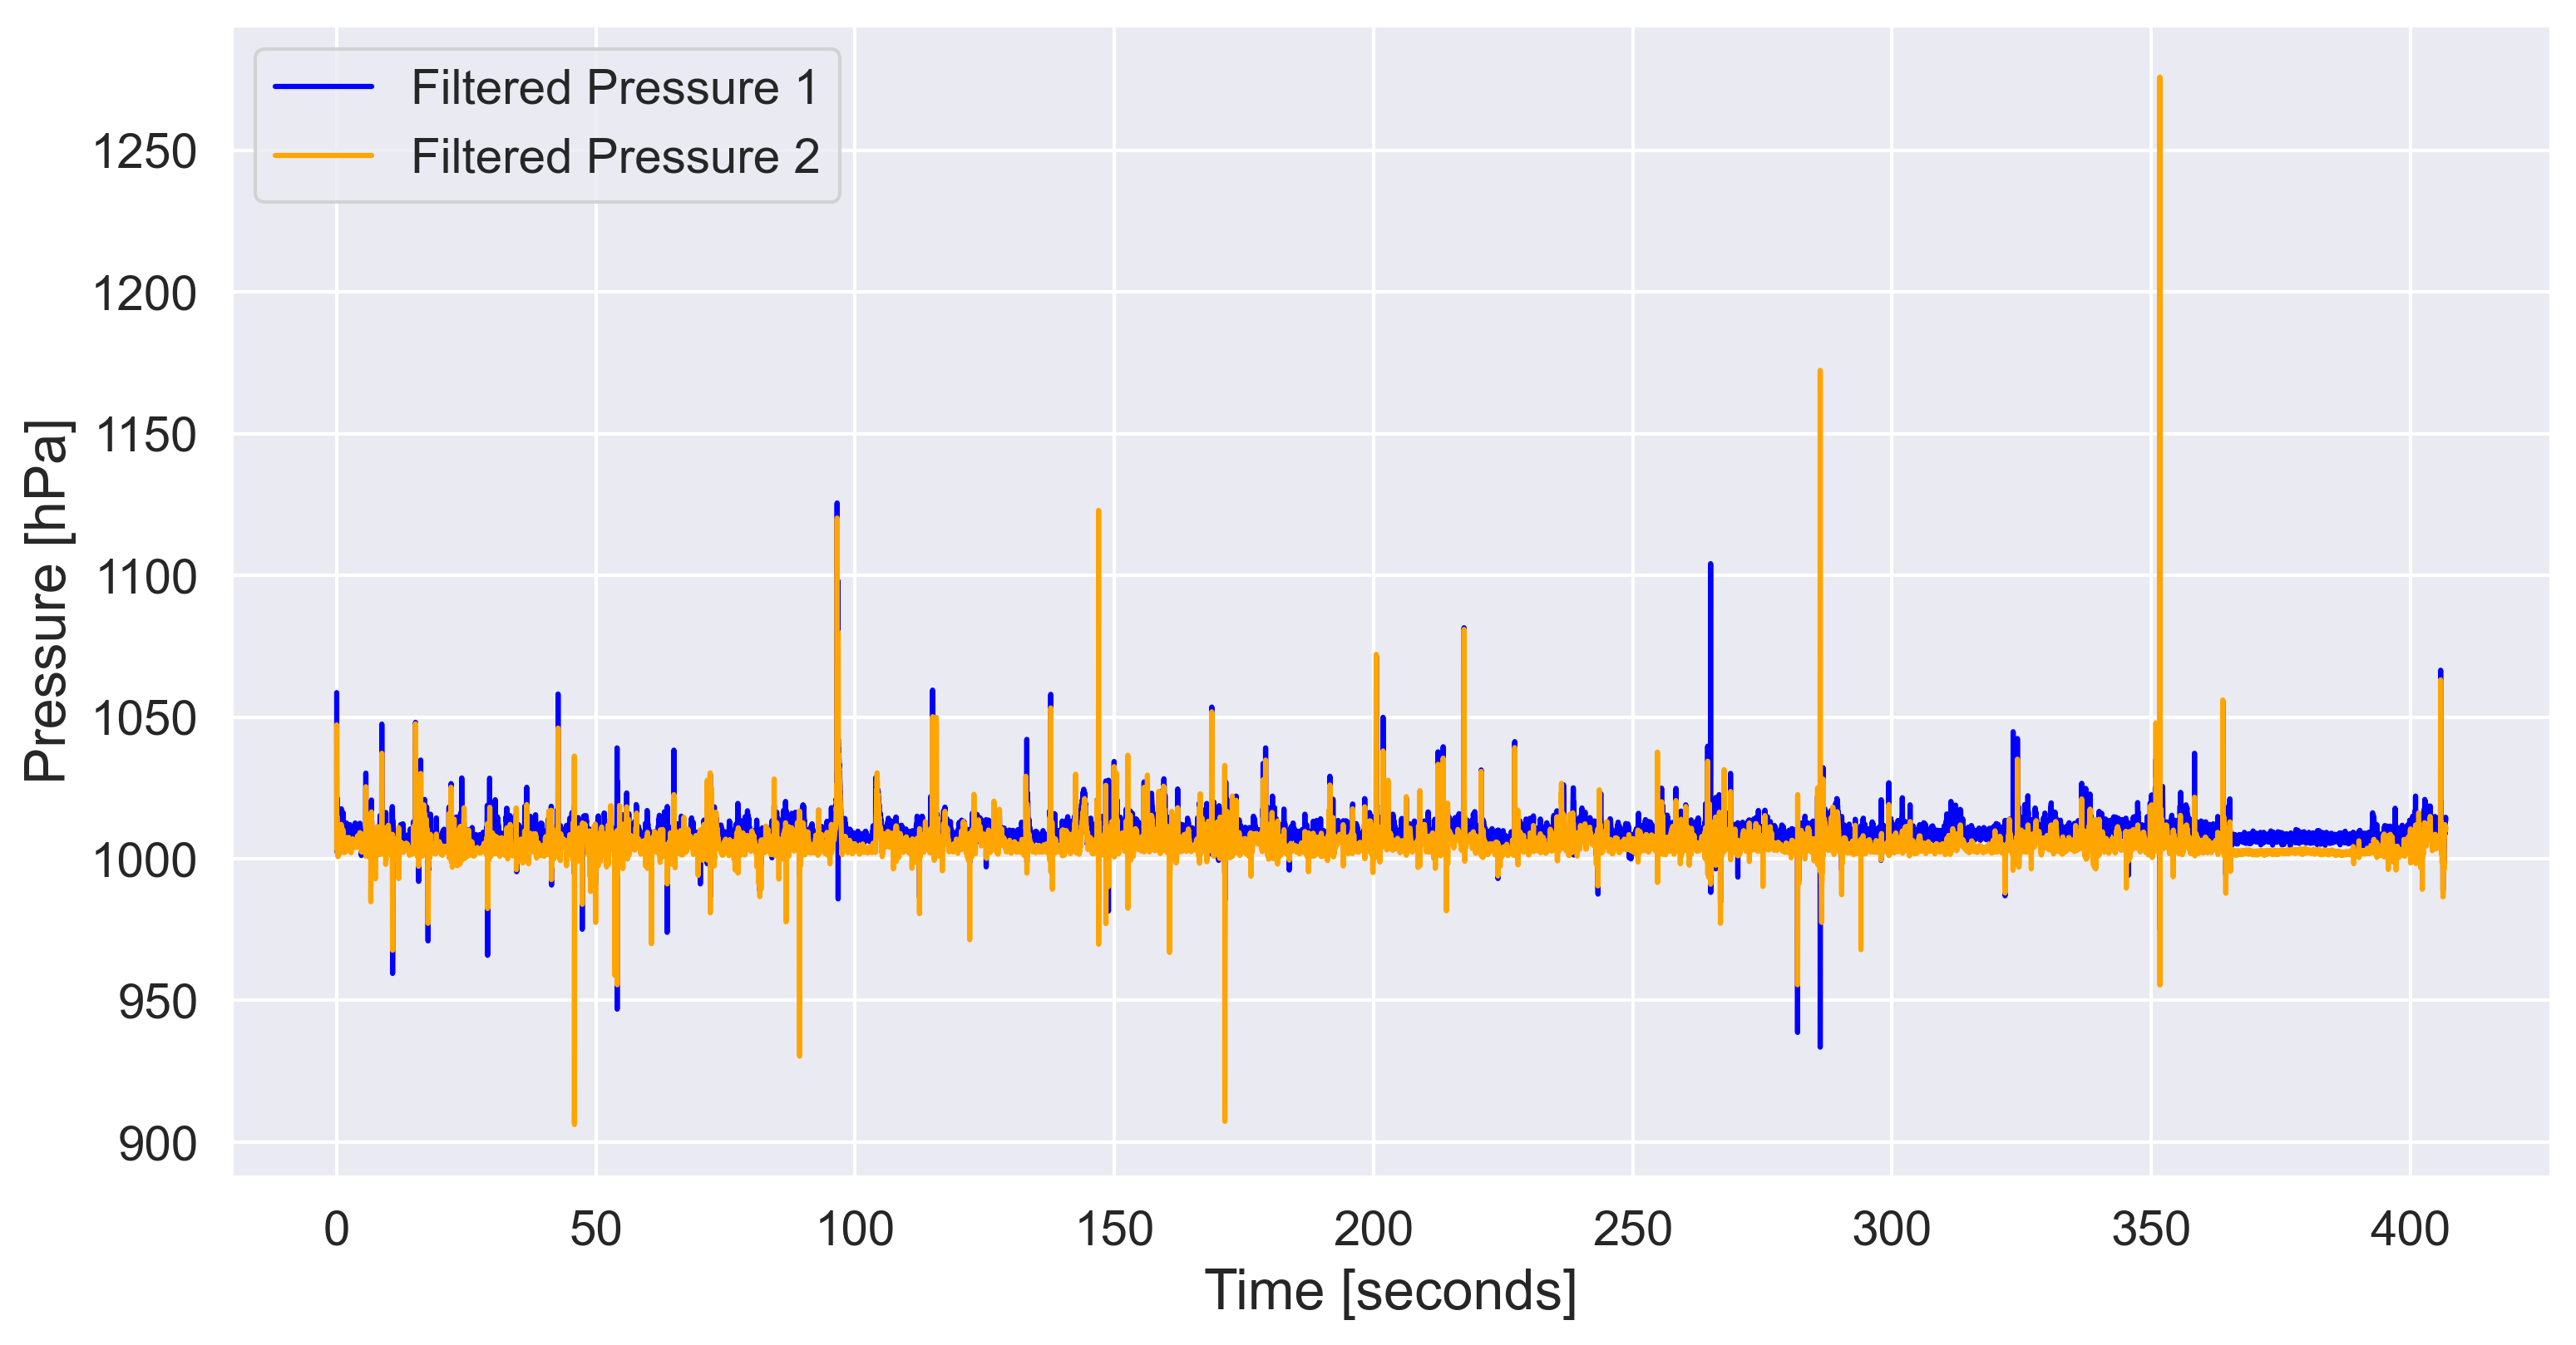 Filtered Pressure 1
Filtered Pressure 2
Pressure [hPa]
1250
1200
1150
1100
1050
1000
950
900
0 50 100 150 200 250 300 350 400
Time [seconds]